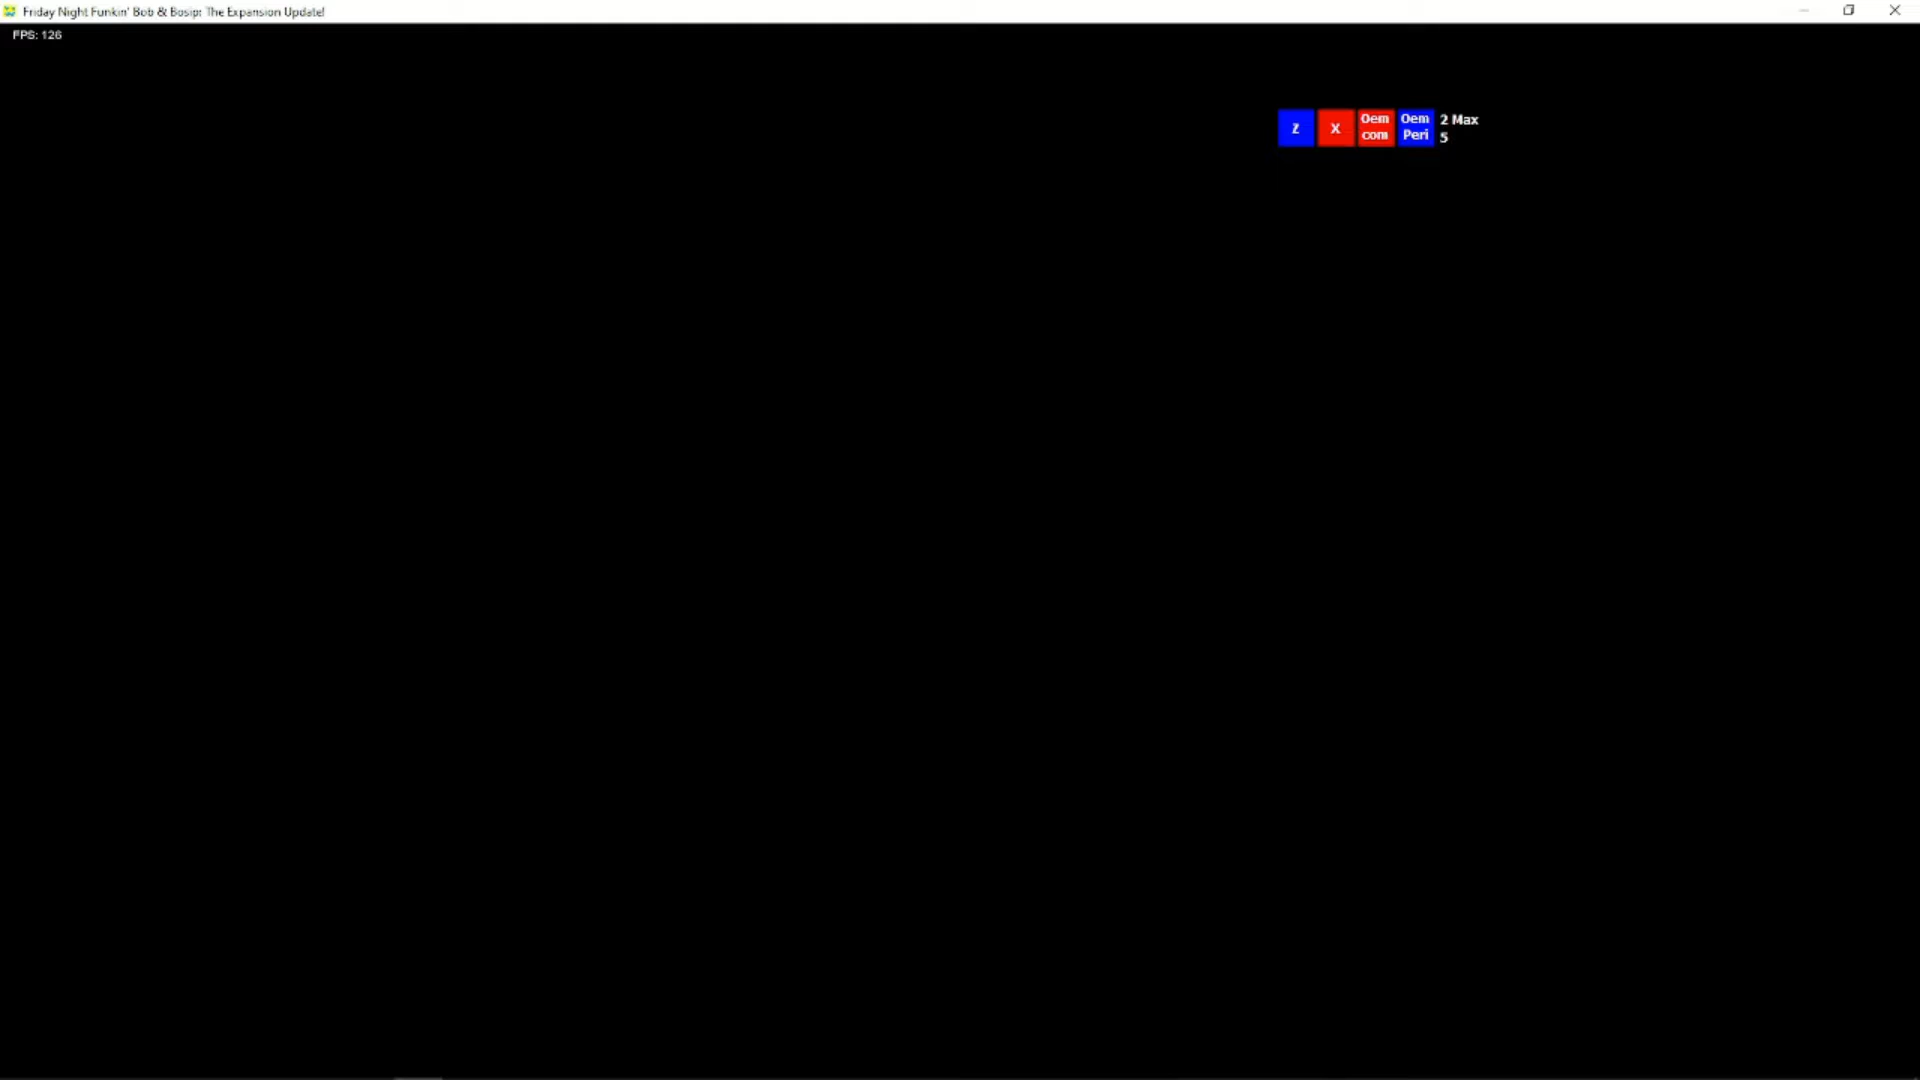 Friday Night Funkin' Bob & Bosip: The Expansion Update!
FPS: 126
Z
X
Oem
com
Oem
Peri
2 Max
5